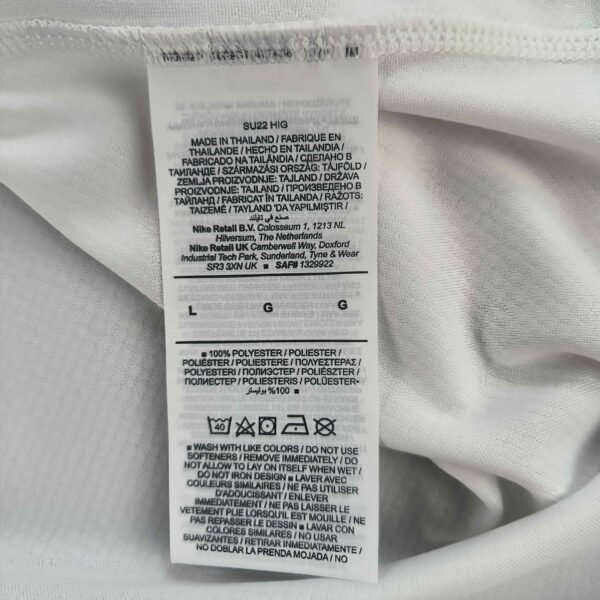 SU22 HIG
MADE IN THAILAND / FABRIQUE EN
THAILANDE / HECHO EN TAILANDIA /
FABRICADO NA TAILÂNDIA / СДЕЛАНО В
ТАИЛАНДЕ / SZÁRMAZÁSI ORSZÁG: TÁJFÖLD /
ZEMLJA PROIZVODNJE: TAJLAND / DRŽAVA
PROIZVODNJE: TAJLAND / ПРОИЗВЕДЕНО В
ТАЙЛАНД / FABRICAT ÎN TAILANDA / RAŽOTS:
TAIZEMĒ / TAYLAND 'DA YAPILMIŞTIR /
صنع في تايلند
Nike Retail B.V. Colosseum 1, 1213 NL
Hilversum, The Netherlands
Nike Retail UK Camberwell Way, Doxford
Industrial Tech Park, Sunderland, Tyne & Wear
SR3 3XN UK ■ SAF# 1329922
L G G
■ 100% POLYESTER / POLIESTER /
POLIÉSTER / POLIESTERE / ΠΟΛΥΕΣΤΕΡΑΣ /
POLYESTERI / ПОЛИЭСТЕР / POLIÉSZTER /
ПОЛИЕСТЕР / POLIESTERIS / POLÜESTER•
■ 100% بوليستر
40
■ WASH WITH LIKE COLORS / DO NOT USE
SOFTENERS / REMOVE IMMEDIATELY / DO
NOT ALLOW TO LAY ON ITSELF WHEN WET /
DO NOT IRON DESIGN ■ LAVER AVEC
COULEURS SIMILAIRES / NE PAS UTILISER
D'ADOUCISSANT / ENLEVER
IMMEDIATEMENT / NE PAS LAISSER LE
VETEMENT PLIE LORSQU'IL EST MOUILLE / NE
PAS REPASSER LE DESSIN ■ LAVAR CON
COLORES SIMILARES / NO USAR
SUAVIZANTES / RETIRAR INMEDIATAMENTE /
NO DOBLAR LA PRENDA MOJADA / NO